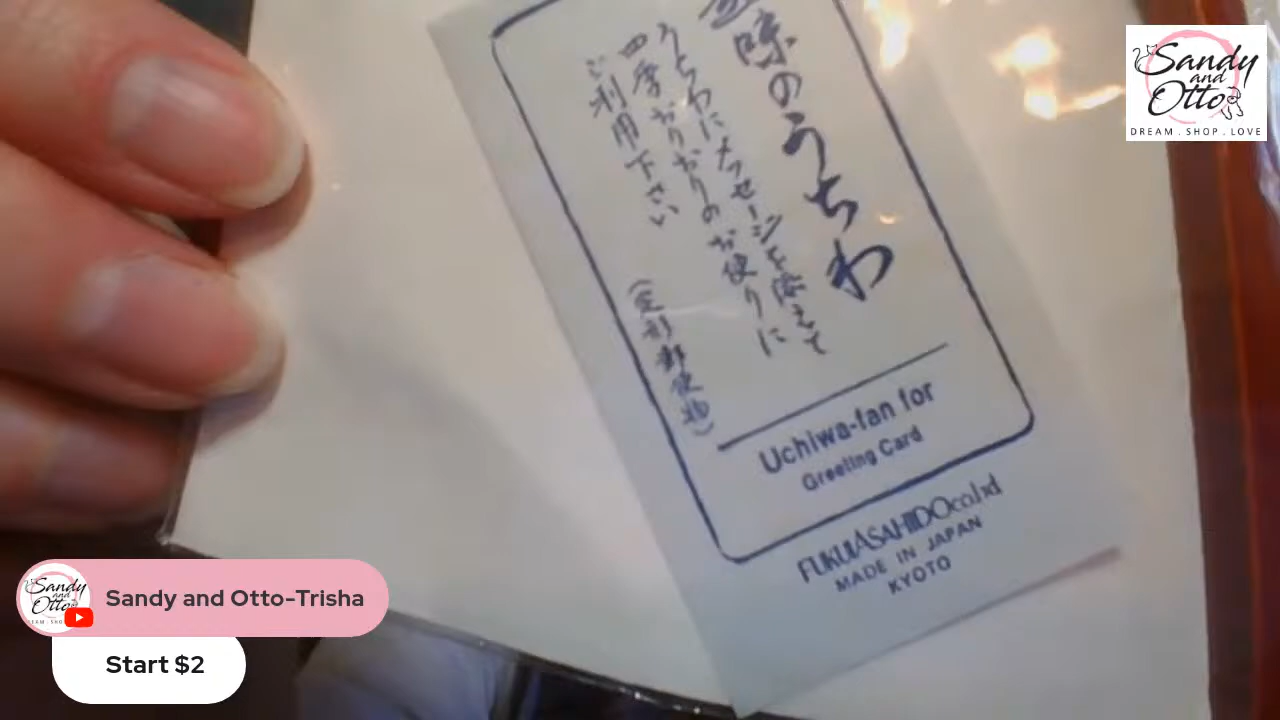 味のうちわ
うちわにメッセージを添えて
四季おりおりのお便りに
ご利用下さい
(定形郵便物)
Uchiwa-fan for
Greeting Card
FUKUI ASAHIDO co.ltd
MADE IN JAPAN
KYOTO
Sandy
and
Otto
DREAM . SHOP . LOVE
Sandy and Otto-Trisha
Start $2